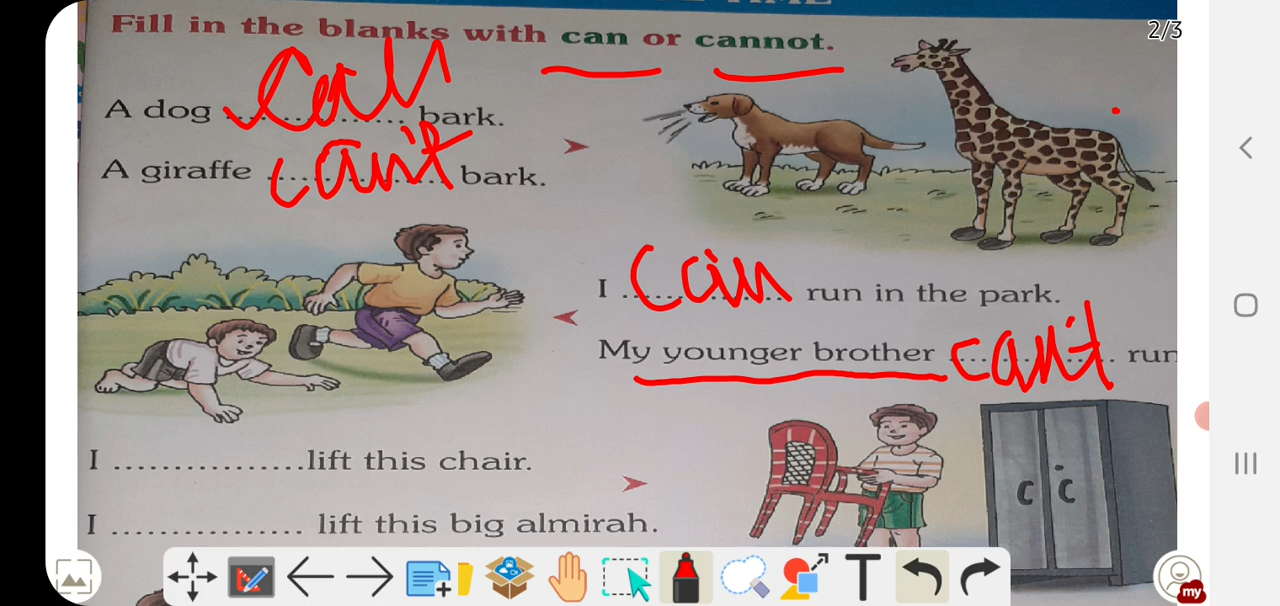 Fill in the blanks with can or cannot.
2/3
A dog can bark.
A giraffe can't bark.
I can run in the park.
My younger brother can't run
I ............... lift this chair.
I ............... lift this big almirah.
T
my